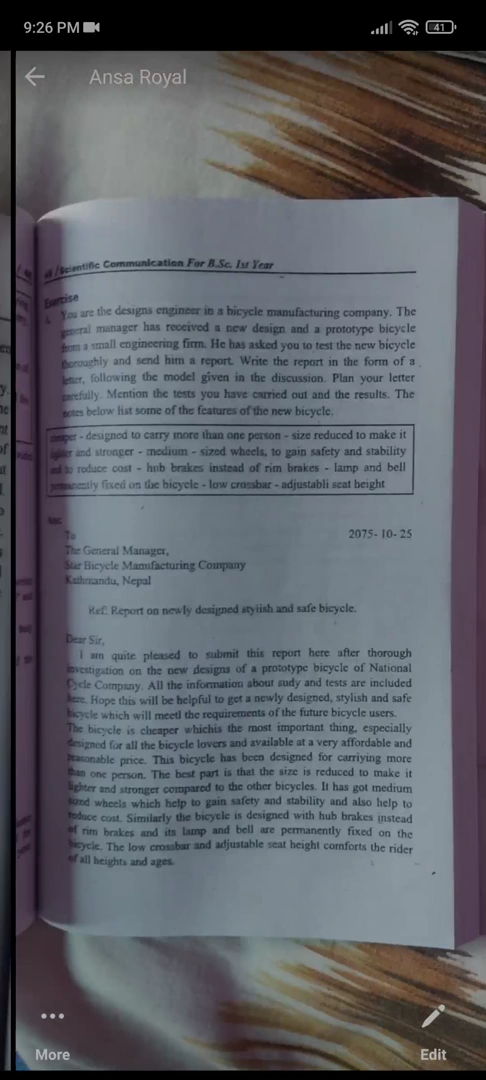 9:26 PM
41
Ansa Royal
/ Scientific Communication For B.Sc. 1st Year
Exercise
You are the designs engineer in a bicycle manufacturing company. The
general manager has received a new design and a prototype bicycle
from a small engineering firm. He has asked you to test the new bicycle
thoroughly and send him a report. Write the report in the form of a
letter, following the model given in the discussion. Plan your letter
carefully. Mention the tests you have carried out and the results. The
notes below list some of the features of the new bicycle.
cheaper - designed to carry more than one person - size reduced to make it
lighter and stronger - medium - sized wheels, to gain safety and stability
and to roduce cost - hub brakes instead of rim brakes - lamp and bell
permanently fixed on the bicycle - low crossbar - adjustabli seat height
To
2075- 10- 25
The General Manager,
Star Bicycle Manufacturing Company
Kathmandu, Nepal
Ref: Report on newly designed stylish and safe bicycle.
Dear Sir,
I am quite pleased to submit this report here after thorough
investigation on the new designs of a prototype bicycle of National
Cycle Company. All the information about sudy and tests are included
here. Hope this will be helpful to get a newly designed, stylish and safe
bicycle which will meetl the requirements of the future bicycle users.
The bicycle is cheaper whichis the most important thing, especially
designed for all the bicycle lovers and available at a very affordable and
reasonable price. This bicycle has been designed for carriying more
than one person. The best part is that the size is reduced to make it
lighter and stronger compared to the other bicycles. It has got medium
sized wheels which help to gain safety and stability and also help to
reduce cost. Similarly the bicycle is designed with hub brakes instead
of rim brakes and its lamp and bell are permanently fixed on the
bicycle. The low crossbar and adjustable seat height comforts the rider
of all heights and ages.
More
Edit